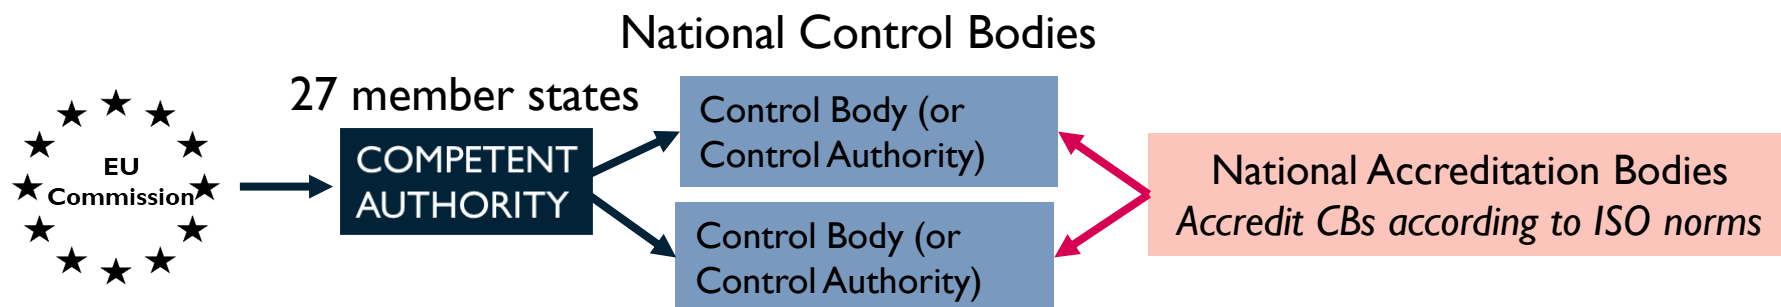 National Control Bodies
27 member states
EU
Commission
COMPETENT
AUTHORITY
Control Body (or
Control Authority)
Control Body (or
Control Authority)
National Accreditation Bodies
Accredit CBs according to ISO norms